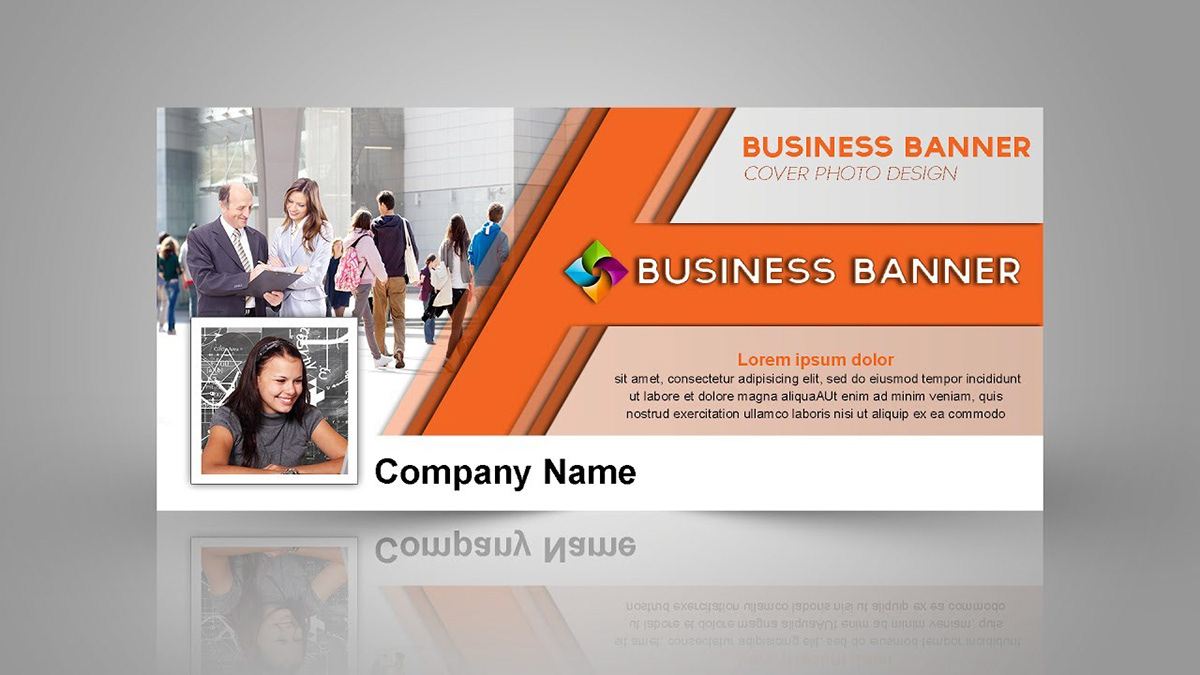 BUSINESS BANNER
COVER PHOTO DESIGN
BUSINESS BANNER
Lorem ipsum dolor
sit amet, consectetur adipisicing elit, sed do eiusmod tempor incididunt
ut labore et dolore magna aliquaAUt enim ad minim veniam, quis
nostrud exercitation ullamco laboris nisi ut aliquip ex ea commodo
Company Name